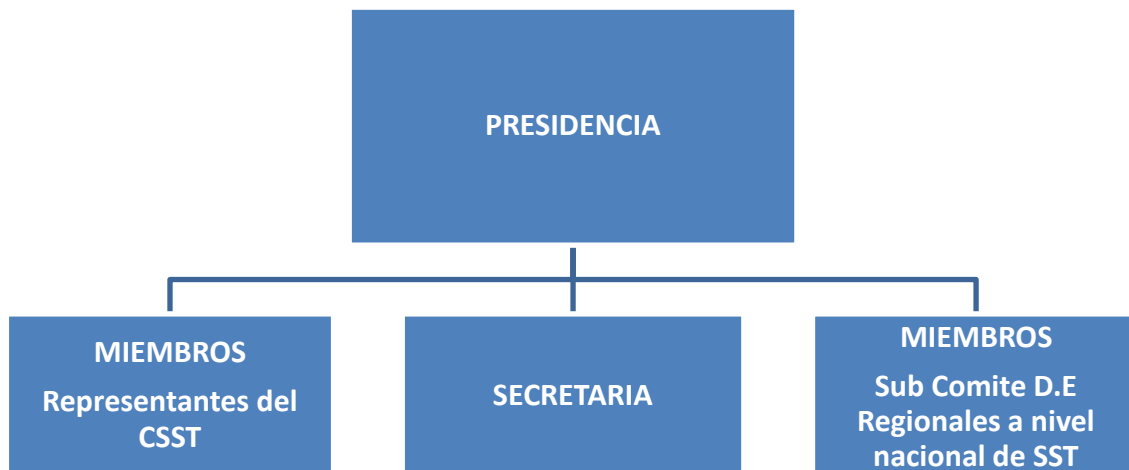 PRESIDENCIA
MIEMBROS
Representantes del
CSST
SECRETARIA
MIEMBROS
Sub Comite D.E
Regionales a nivel
nacional de SST